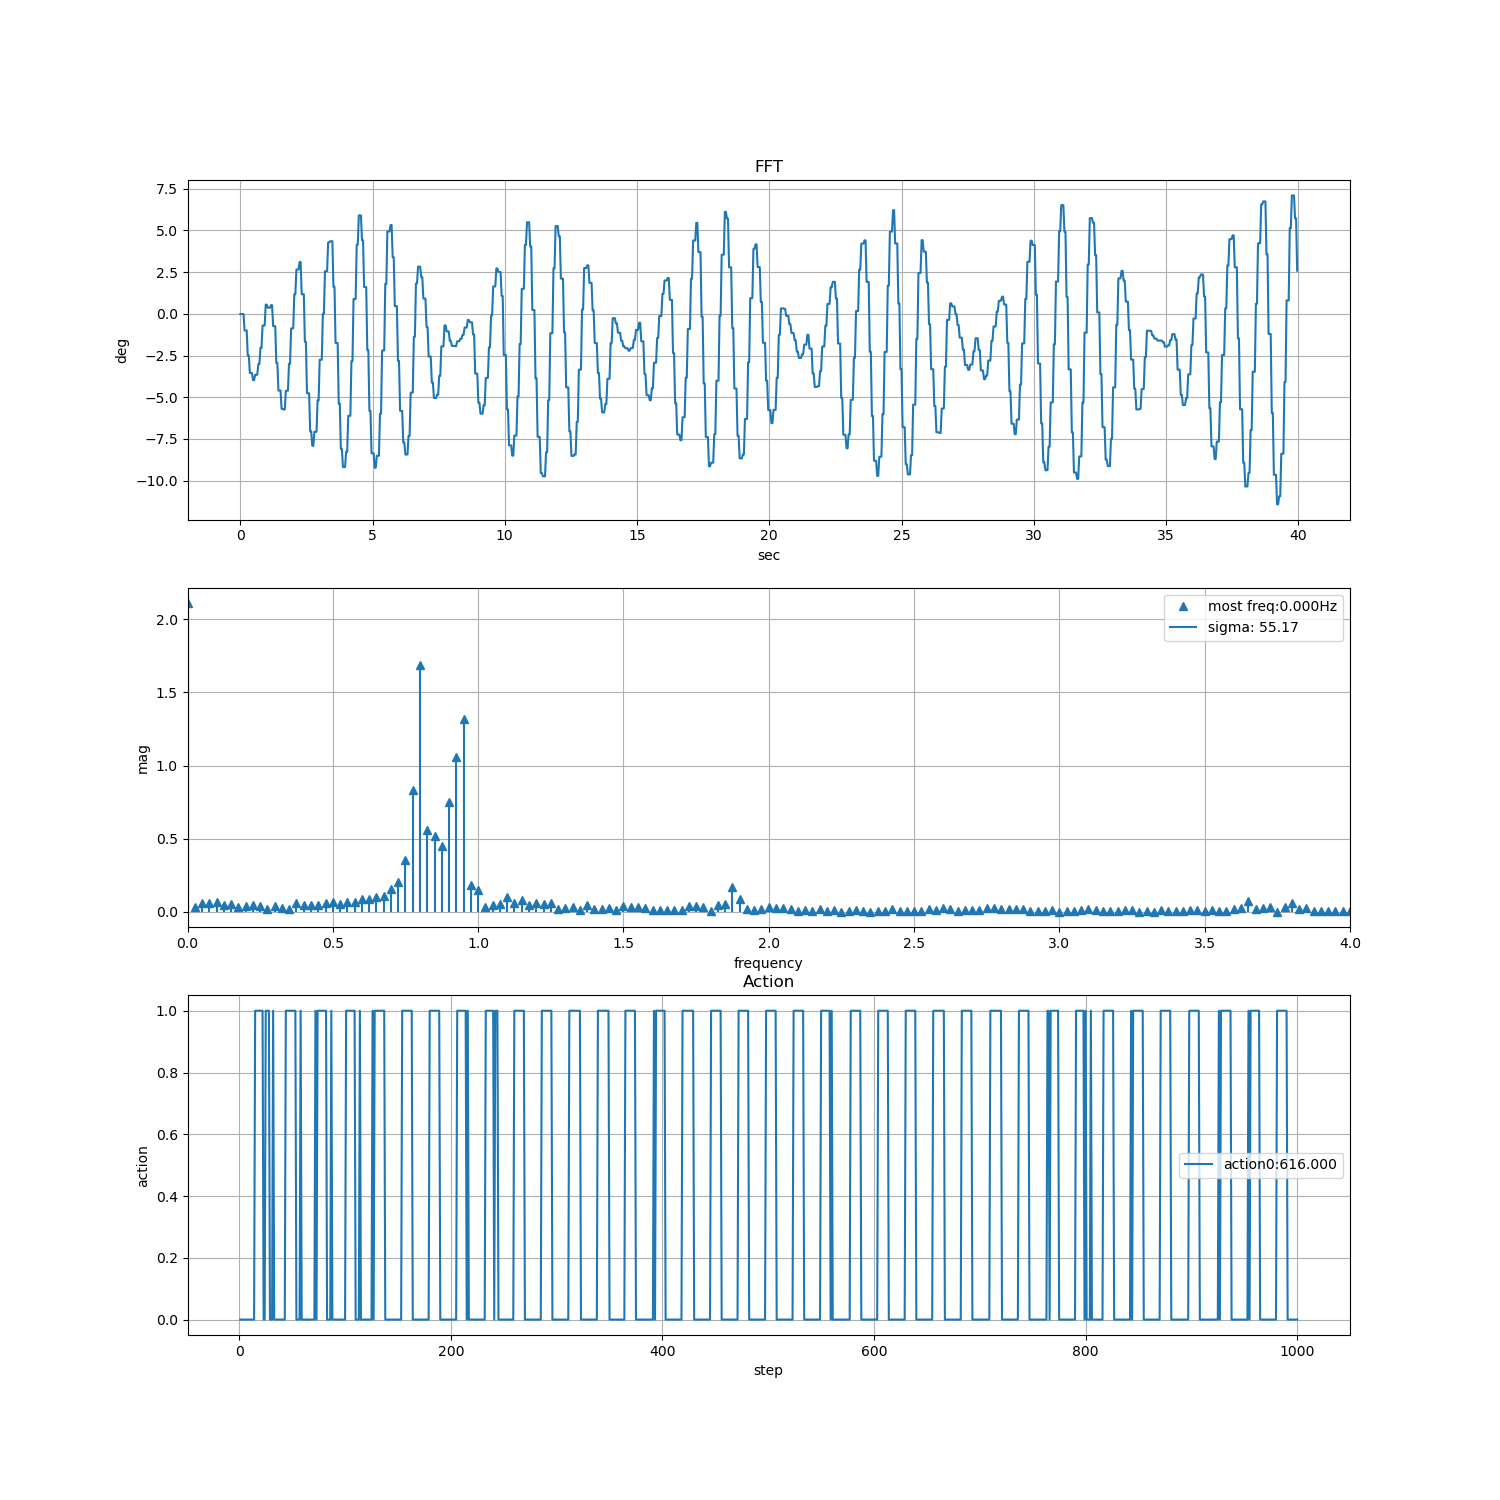 FFT
7.5
5.0
2.5
0.0
−2.5
−5.0
−7.5
−10.0
deg
0 5 10 15 20 25 30 35 40
sec
2.0
1.5
1.0
0.5
0.0
mag
most freq:0.000Hz
sigma: 55.17
0.0 0.5 1.0 1.5 2.0 2.5 3.0 3.5 4.0
frequency
Action
1.0
0.8
0.6
0.4
0.2
0.0
action
action0:616.000
0 200 400 600 800 1000
step